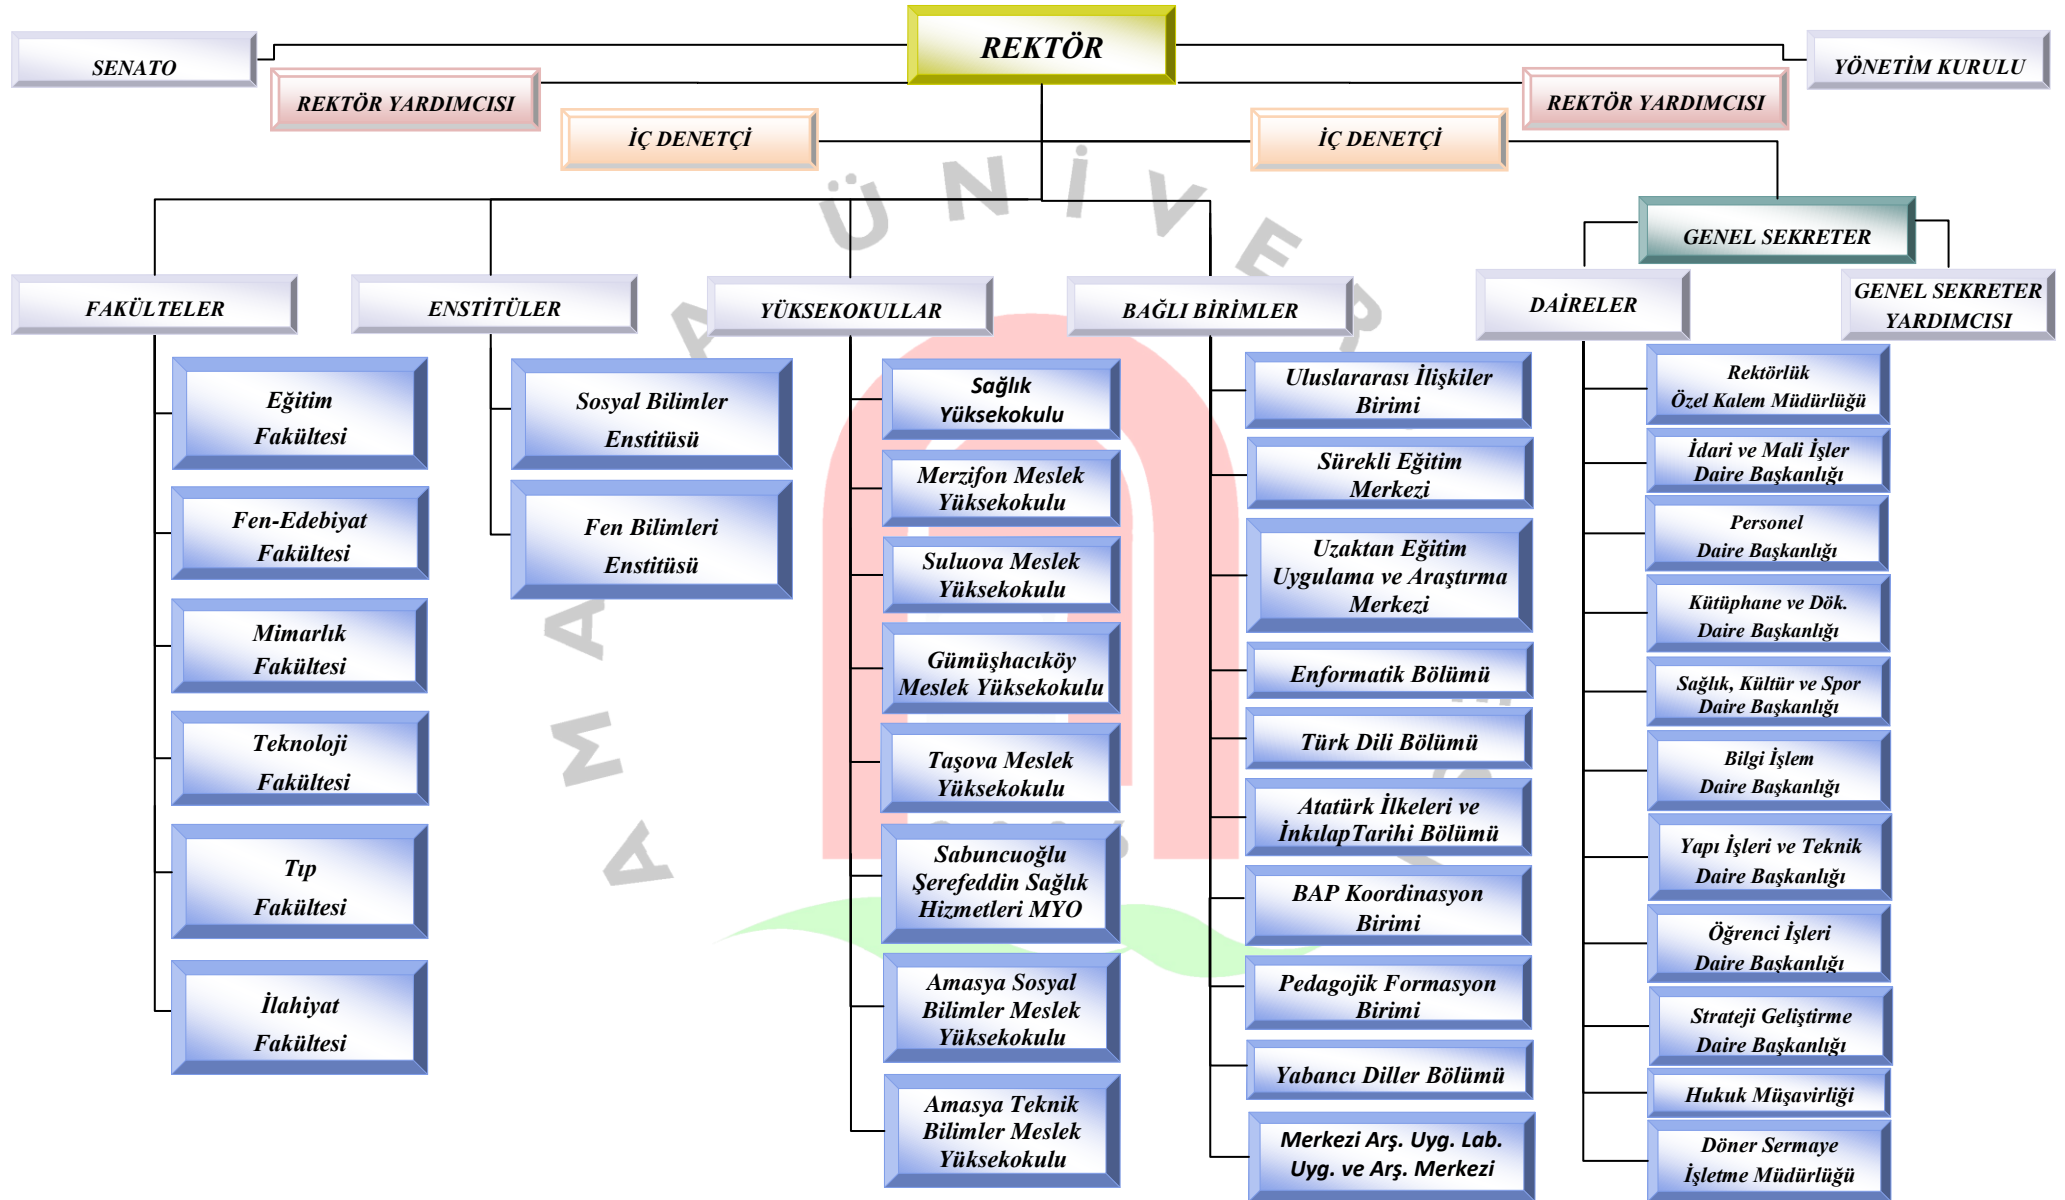 REKTÖR
SENATO
YÖNETİM KURULU
REKTÖR YARDIMCISI
REKTÖR YARDIMCISI
İÇ DENETÇİ
İÇ DENETÇİ
GENEL SEKRETER
FAKÜLTELER
ENSTİTÜLER
YÜKSEKOKULLAR
BAĞLI BİRİMLER
DAİRELER
GENEL SEKRETER
YARDIMCISI
Eğitim
Fakültesi
Fen-Edebiyat
Fakültesi
Mimarlık
Fakültesi
Teknoloji
Fakültesi
Tıp
Fakültesi
İlahiyat
Fakültesi
Sosyal Bilimler
Enstitüsü
Fen Bilimleri
Enstitüsü
Sağlık
Yüksekokulu
Merzifon Meslek
Yüksekokulu
Suluova Meslek
Yüksekokulu
Gümüşhacıköy
Meslek Yüksekokulu
Taşova Meslek
Yüksekokulu
Sabuncuoğlu
Şerefeddin Sağlık
Hizmetleri MYO
Amasya Sosyal
Bilimler Meslek
Yüksekokulu
Amasya Teknik
Bilimler Meslek
Yüksekokulu
Uluslararası İlişkiler
Birimi
Sürekli Eğitim
Merkezi
Uzaktan Eğitim
Uygulama ve Araştırma
Merkezi
Enformatik Bölümü
Türk Dili Bölümü
Atatürk İlkeleri ve
İnkılapTarihi Bölümü
BAP Koordinasyon
Birimi
Pedagojik Formasyon
Birimi
Yabancı Diller Bölümü
Merkezi Arş. Uyg. Lab.
Uyg. ve Arş. Merkezi
Rektörlük
Özel Kalem Müdürlüğü
İdari ve Mali İşler
Daire Başkanlığı
Personel
Daire Başkanlığı
Kütüphane ve Dök.
Daire Başkanlığı
Sağlık, Kültür ve Spor
Daire Başkanlığı
Bilgi İşlem
Daire Başkanlığı
Yapı İşleri ve Teknik
Daire Başkanlığı
Öğrenci İşleri
Daire Başkanlığı
Strateji Geliştirme
Daire Başkanlığı
Hukuk Müşavirliği
Döner Sermaye
İşletme Müdürlüğü